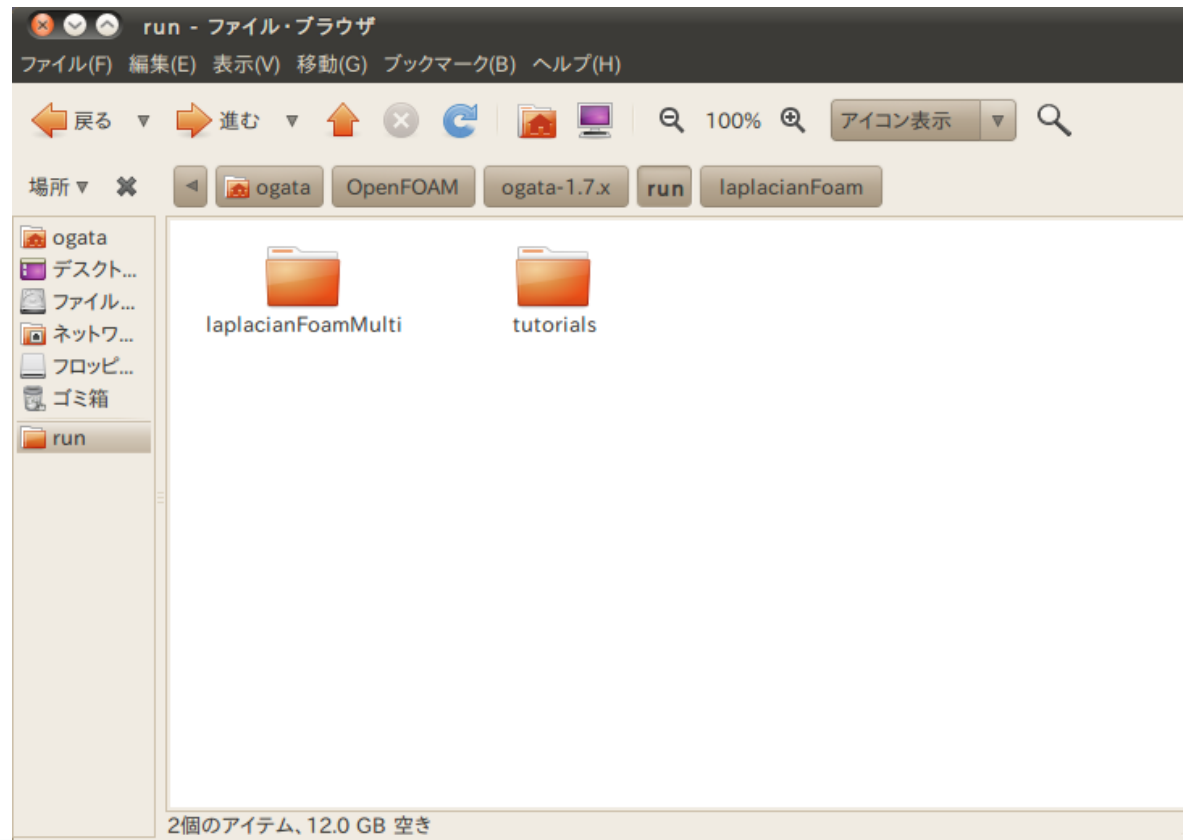 run - ファイル・ブラウザ
ファイル(F) 編集(E) 表示(V) 移動(G) ブックマーク(B) ヘルプ(H)
戻る 進む 100% アイコン表示
場所 ogata OpenFOAM ogata-1.7.x run laplacianFoam
ogata
デスクト...
ファイル...
ネットワ...
フロッピ...
ゴミ箱
run
laplacianFoamMulti tutorials
2個のアイテム、12.0 GB 空き